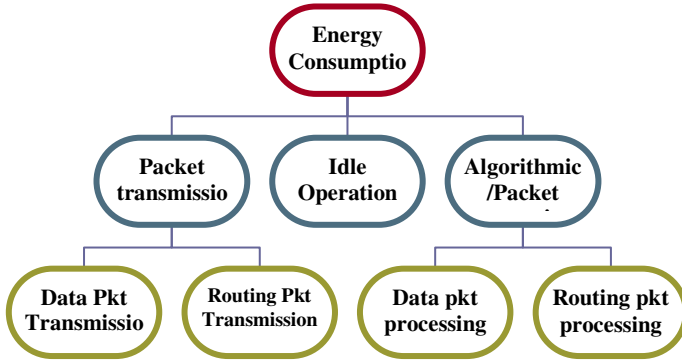 Energy
Consumptio
Packet
transmissio
Idle
Operation
Algorithmic
/Packet
Data Pkt
Transmissio
Routing Pkt
Transmission
Data pkt
processing
Routing pkt
processing